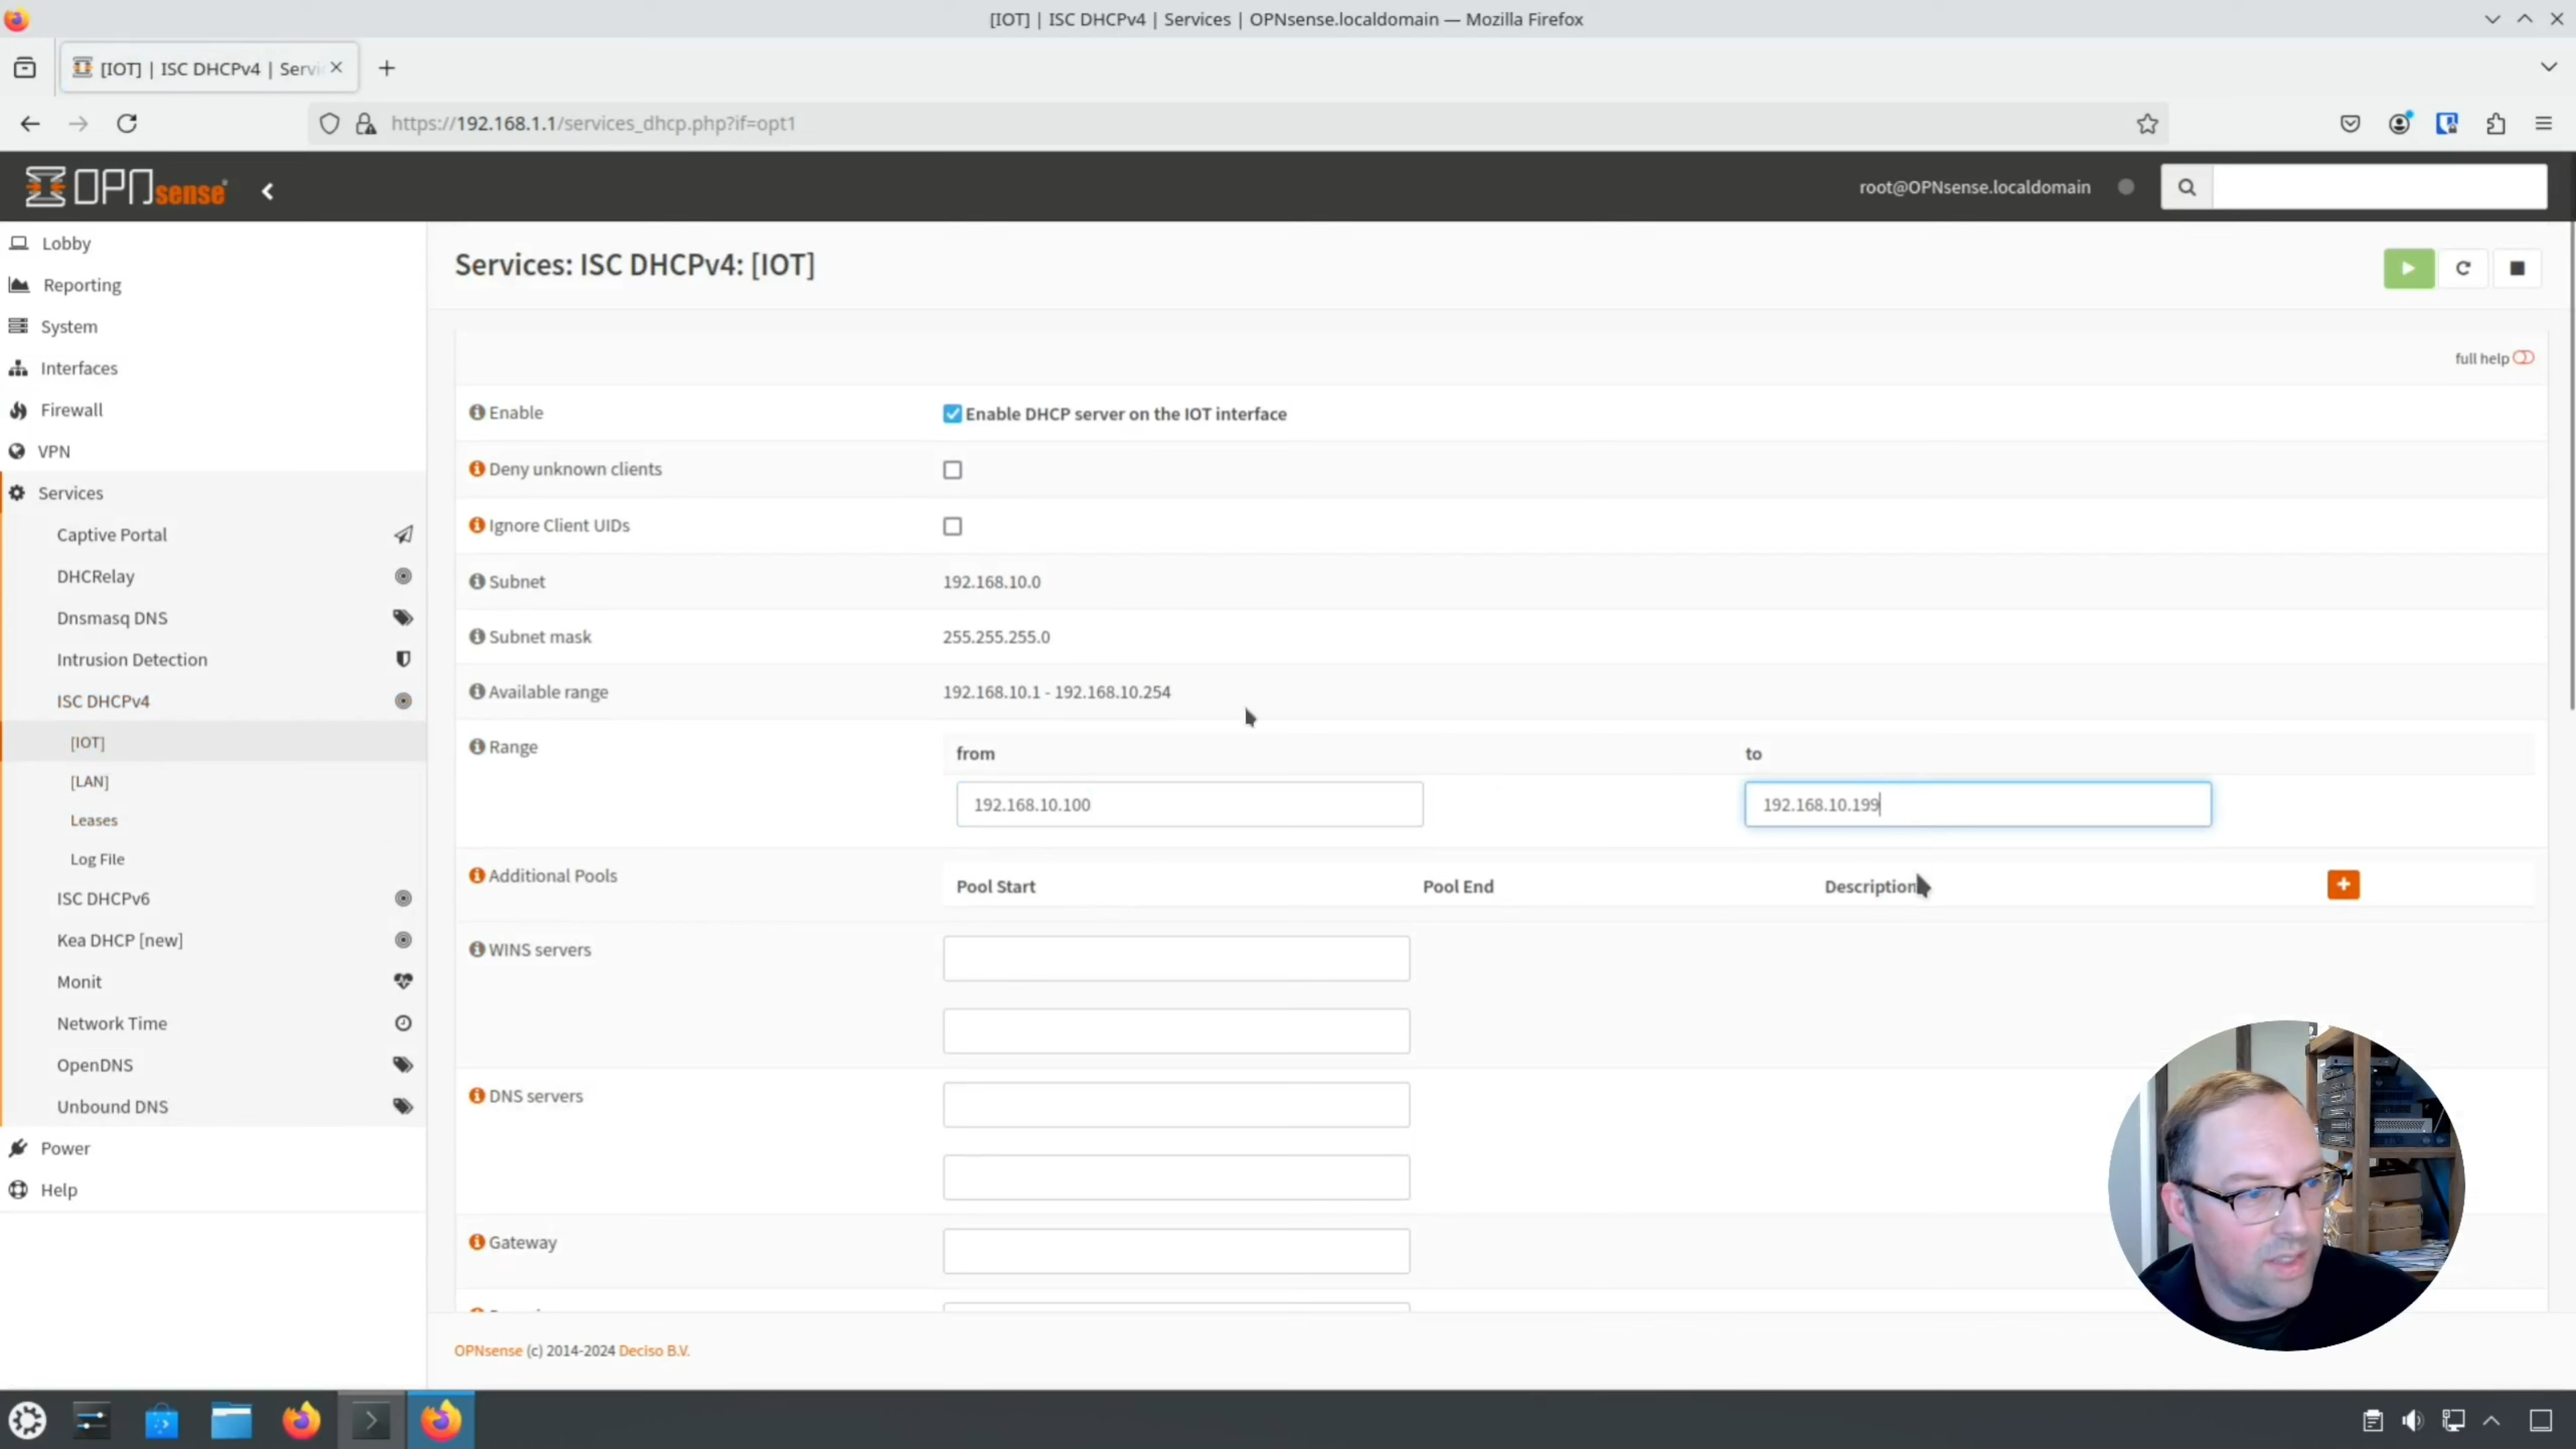 [IOT] | ISC DHCPv4 | Services | OPNsense.localdomain — Mozilla Firefox
[IOT] | ISC DHCPv4 | Servi
https://192.168.1.1/services_dhcp.php?if=opt1
OPNsense
root@OPNsense.localdomain
Lobby
Reporting
System
Interfaces
Firewall
VPN
Services
Captive Portal
DHCRelay
Dnsmasq DNS
Intrusion Detection
ISC DHCPv4
[IOT]
[LAN]
Leases
Log File
ISC DHCPv6
Kea DHCP [new]
Monit
Network Time
OpenDNS
Unbound DNS
Power
Help
Services: ISC DHCPv4: [IOT]
full help
Enable
Enable DHCP server on the IOT interface
Deny unknown clients
Ignore Client UIDs
Subnet
192.168.10.0
Subnet mask
255.255.255.0
Available range
192.168.10.1 - 192.168.10.254
Range
from
to
192.168.10.100
192.168.10.199
Additional Pools
Pool Start
Pool End
Description
WINS servers
DNS servers
Gateway
OPNsense (c) 2014-2024 Deciso B.V.